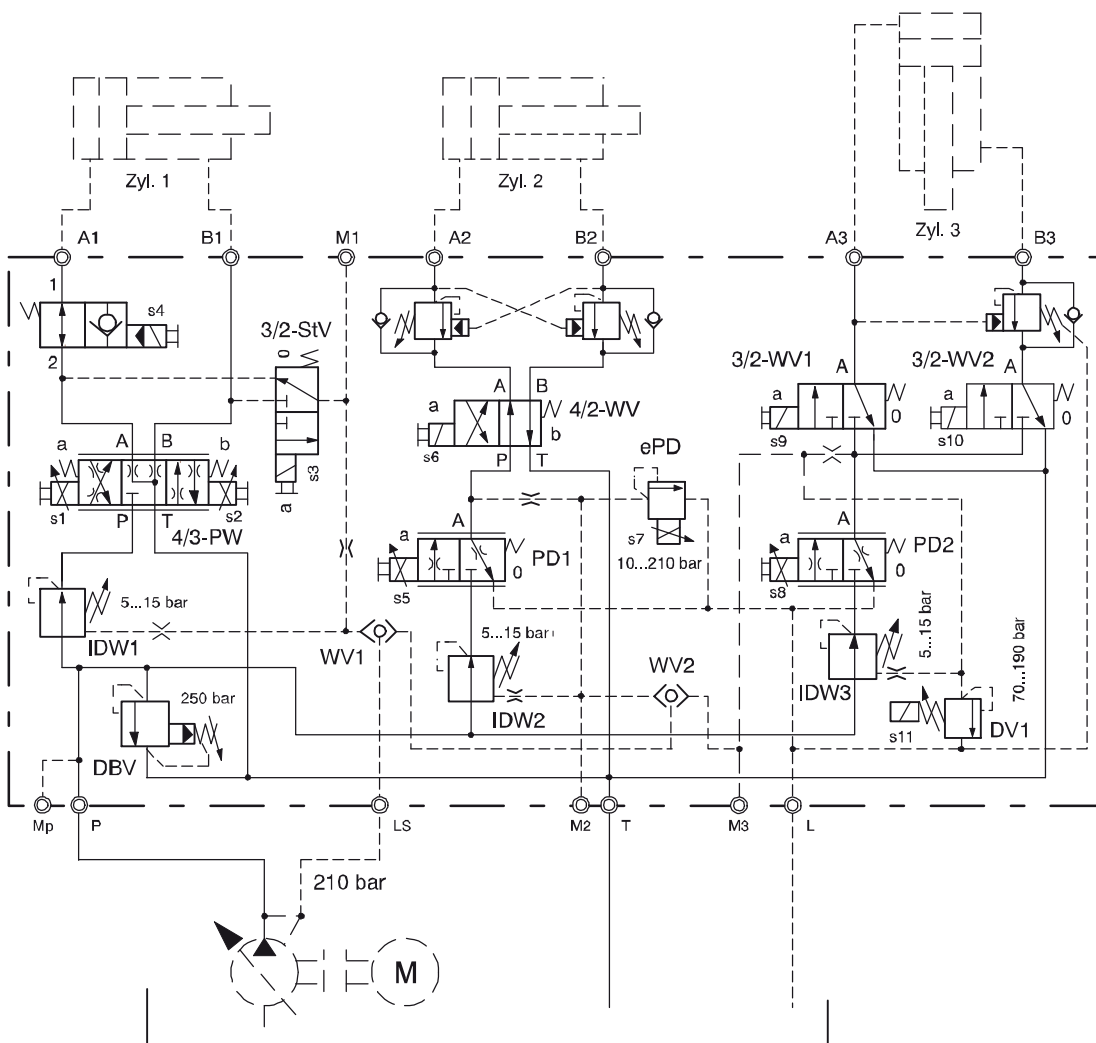 Zyl. 1
Zyl. 2
Zyl. 3
A1
B1
M1
A2
B2
A3
B3
1
s4
2
3/2-StV
0
s3
a
A
B
a
b
s1
s2
P
T
4/3-PW
A
B
a
4/2-WV
b
s6
P
T
3/2-WV1
A
a
s9
0
3/2-WV2
A
a
s10
0
ePD
s7
10...210 bar
A
a
PD1
s5
0
A
a
PD2
s8
0
5...15 bar
IDW1
WV1
5...15 bar
IDW2
WV2
IDW3
5...15 bar
70...190 bar
s11
DV1
250 bar
DBV
Mp
P
LS
M2
T
M3
L
210 bar
M